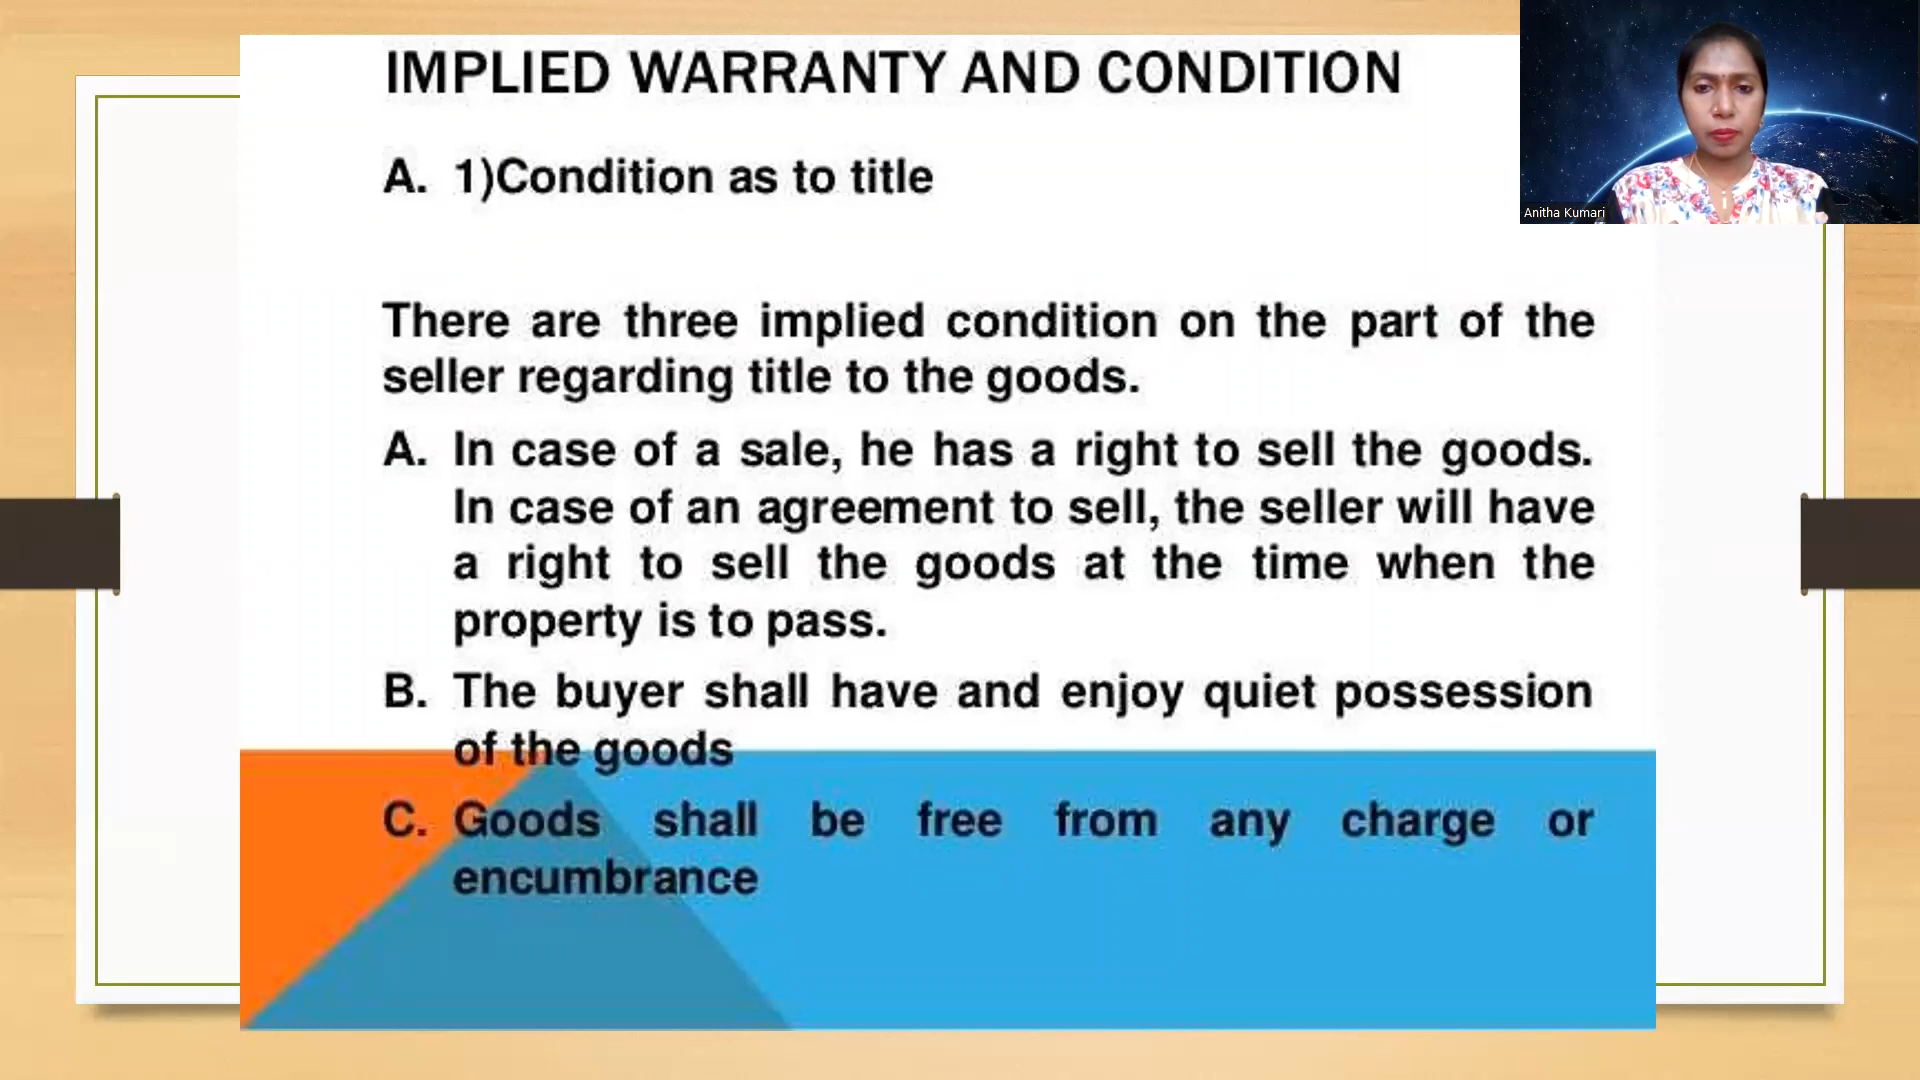 IMPLIED WARRANTY AND CONDITION
A. 1)Condition as to title
Anitha Kumari
There are three implied condition on the part of the
seller regarding title to the goods.
A. In case of a sale, he has a right to sell the goods.
In case of an agreement to sell, the seller will have
a right to sell the goods at the time when the
property is to pass.
B. The buyer shall have and enjoy quiet possession
of the goods
C. Goods shall be free from any charge or
encumbrance